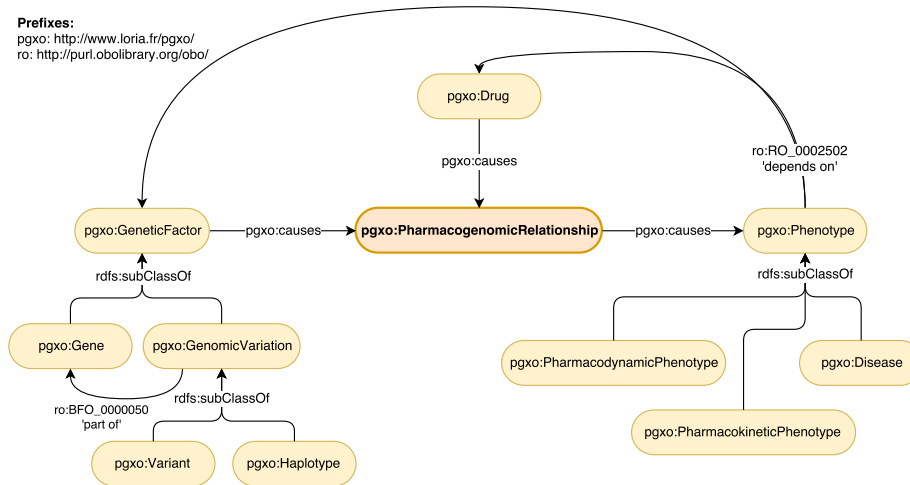 Prefixes:
pgxo: http://www.loria.fr/pgxo/
ro: http://purl.obolibrary.org/obo/
pgxo:Drug
pgxo:causes
ro:RO_0002502
'depends on'
pgxo:GeneticFactor
pgxo:causes
pgxo:PharmacogenomicRelationship
pgxo:causes
pgxo:Phenotype
rdfs:subClassOf
rdfs:subClassOf
pgxo:Gene
pgxo:GenomicVariation
pgxo:PharmacodynamicPhenotype
pgxo:Disease
rdfs:subClassOf
ro:BFO_0000050
'part of'
pgxo:PharmacokineticPhenotype
pgxo:Variant
pgxo:Haplotype